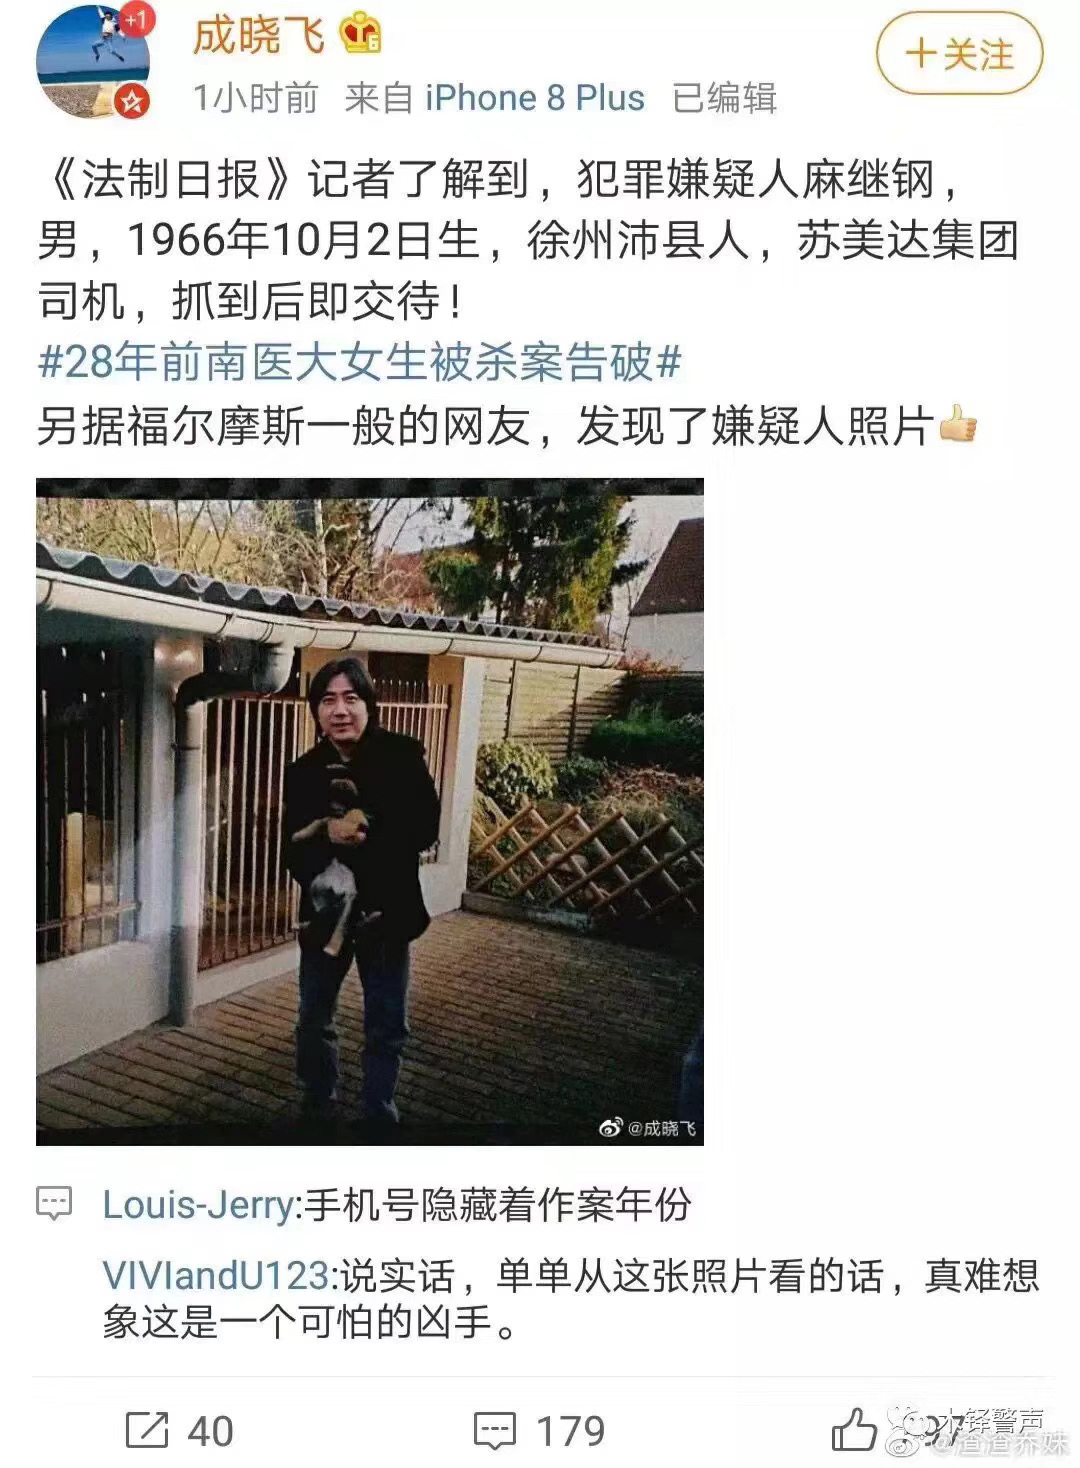 +1
成晓飞 6
1小时前 来自 iPhone 8 Plus 已编辑
+关注
《法制日报》记者了解到，犯罪嫌疑人麻继钢，
男，1966年10月2日生，徐州沛县人，苏美达集团
司机，抓到后即交待！
#28年前南医大女生被杀案告破#
另据福尔摩斯一般的网友，发现了嫌疑人照片
@成晓飞
Louis-Jerry:手机号隐藏着作案年份
VIVIandU123:说实话，单单从这张照片看的话，真难想
象这是一个可怕的凶手。
40
179
木铎警声
@渣渣乔妹